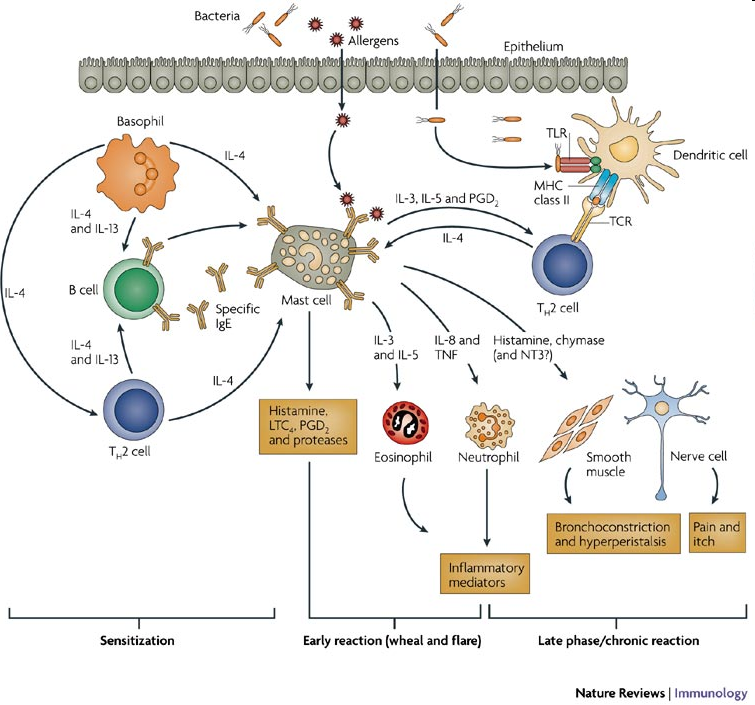 Bacteria
Allergens
Epithelium
Basophil
IL-4
TLR
Dendritic cell
MHC
class II
IL-3, IL-5 and PGD2
TCR
IL-4
and IL-13
IL-4
B cell
IL-4
Specific
IgE
Mast cell
TH2 cell
IL-4
and IL-13
IL-4
IL-3
and IL-5
IL-8 and
TNF
Histamine, chymase
(and NT3?)
Histamine,
LTC4, PGD2
and proteases
TH2 cell
Eosinophil
Neutrophil
Smooth
muscle
Nerve cell
Bronchoconstriction
and hyperperistalsis
Pain and
itch
Inflammatory
mediators
Sensitization
Early reaction (wheal and flare)
Late phase/chronic reaction
Nature Reviews | Immunology